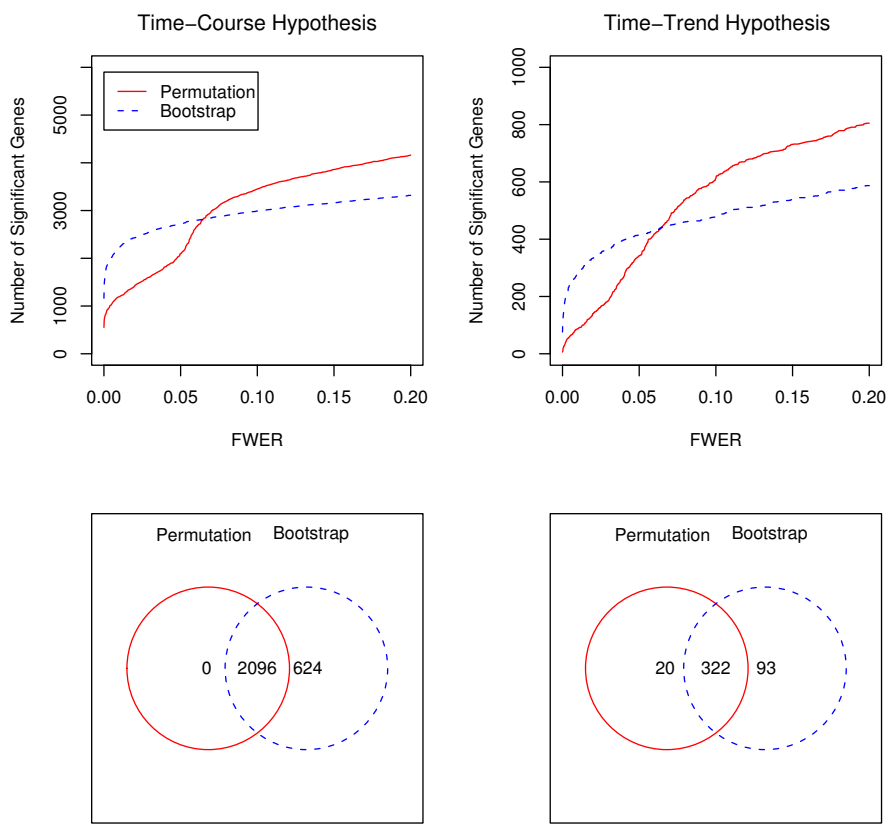 Time−Course Hypothesis
Number of Significant Genes
0 1000 3000 5000
Permutation
Bootstrap
0.00 0.05 0.10 0.15 0.20
FWER
Time−Trend Hypothesis
Number of Significant Genes
0 200 400 600 800 1000
0.00 0.05 0.10 0.15 0.20
FWER
Permutation Bootstrap
0 2096 624
Permutation Bootstrap
20 322 93